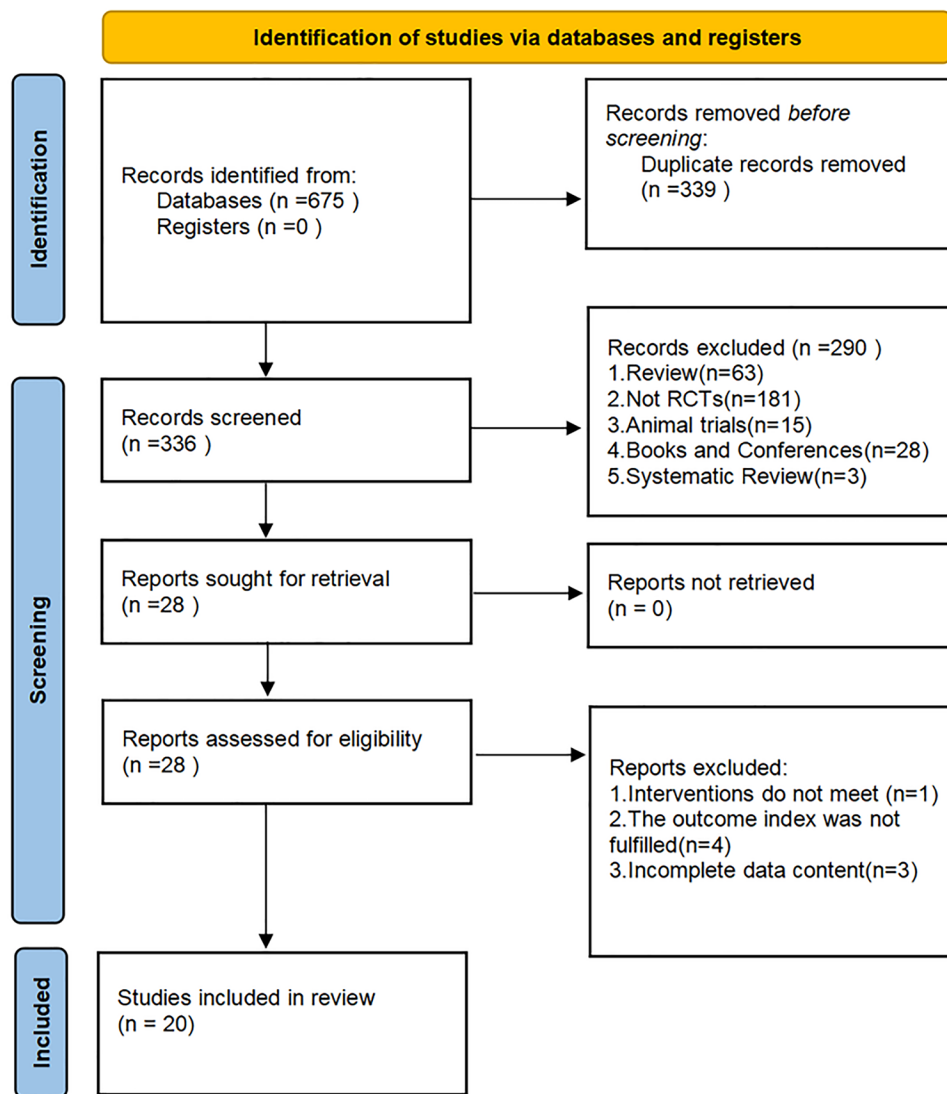 Identification of studies via databases and registers
Identification
Records identified from:
Databases (n =675 )
Registers (n =0 )
Records removed before
screening:
Duplicate records removed
(n =339 )
Screening
Records screened
(n =336 )
Records excluded (n =290 )
1.Review(n=63)
2.Not RCTs(n=181)
3.Animal trials(n=15)
4.Books and Conferences(n=28)
5.Systematic Review(n=3)
Reports sought for retrieval
(n =28 )
Reports not retrieved
(n = 0)
Reports assessed for eligibility
(n =28 )
Reports excluded:
1.Interventions do not meet (n=1)
2.The outcome index was not
fulfilled(n=4)
3.Incomplete data content(n=3)
Included
Studies included in review
(n = 20)